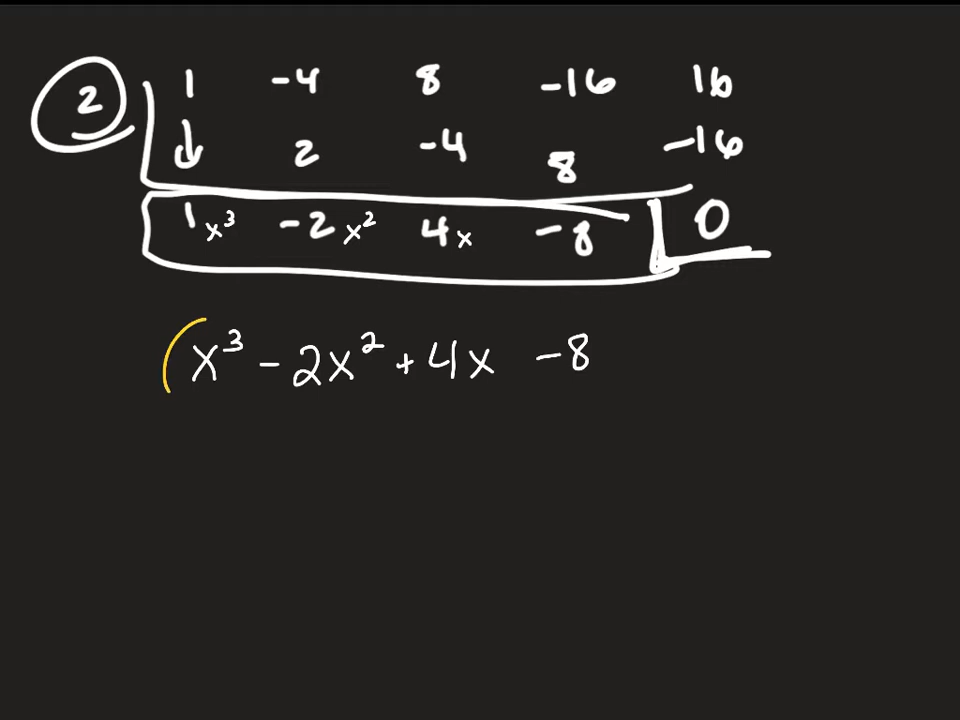 2 1 -4 8 -16 16
↓ 2 -4 8 -16
1x³ -2x² 4x -8 0
(x³ - 2x² + 4x - 8